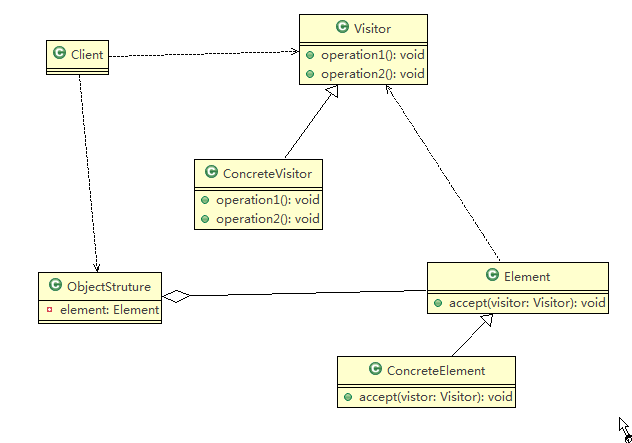 Visitor
operation1(): void
operation2(): void
Client
ConcreteVisitor
operation1(): void
operation2(): void
ObjectStruture
element: Element
Element
accept(visitor: Visitor): void
ConcreteElement
accept(vistor: Visitor): void